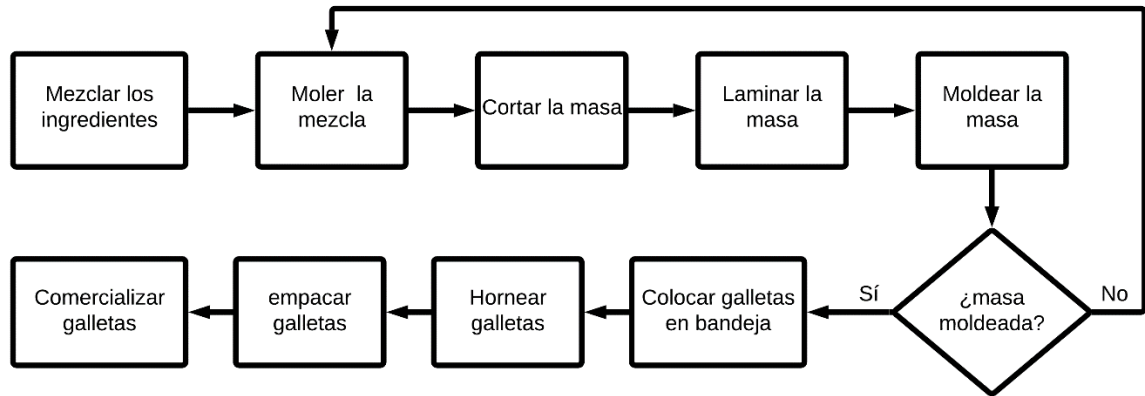 Mezclar los
ingredientes
Moler la
mezcla
Cortar la masa
Laminar la
masa
Moldear la
masa
¿masa
moldeada?
Sí
No
Colocar galletas
en bandeja
Hornear
galletas
empacar
galletas
Comercializar
galletas